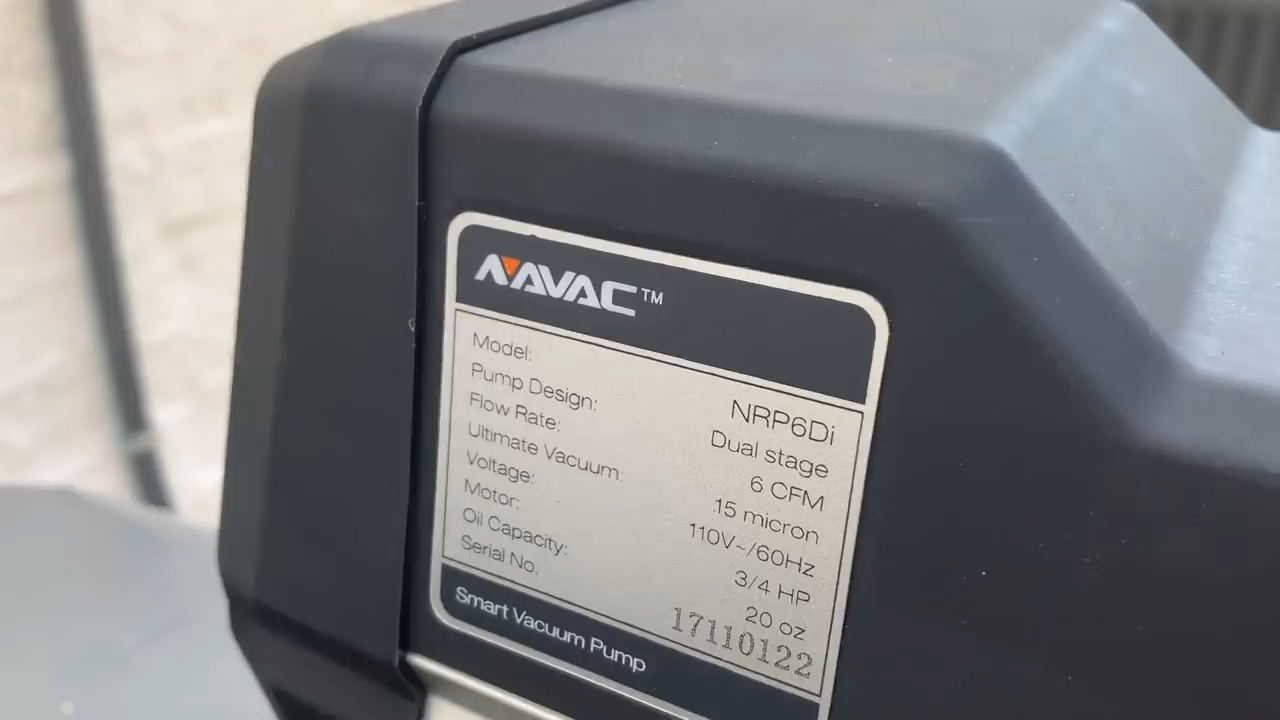 NAVAC™
Model: NRP6Di
Pump Design: Dual stage
Flow Rate: 6 CFM
Ultimate Vacuum: 15 micron
Voltage: 110V~/60Hz
Motor: 3/4 HP
Oil Capacity: 20 oz
Serial No. 17110122
Smart Vacuum Pump